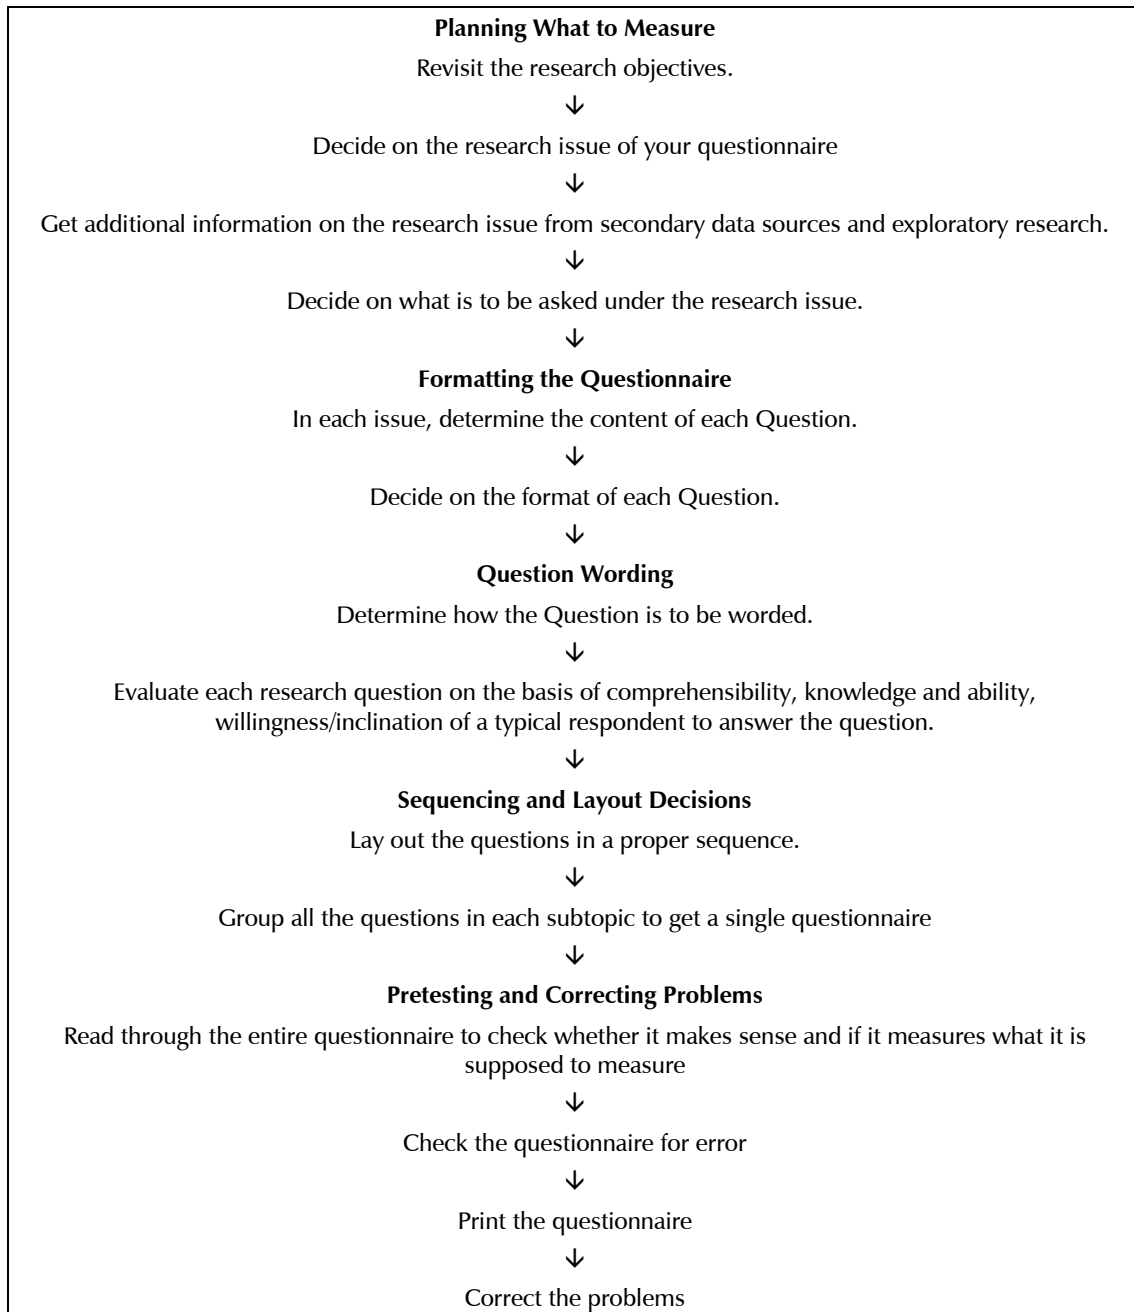 Planning What to Measure
Revisit the research objectives.
↓
Decide on the research issue of your questionnaire
↓
Get additional information on the research issue from secondary data sources and exploratory research.
↓
Decide on what is to be asked under the research issue.
↓
Formatting the Questionnaire
In each issue, determine the content of each Question.
↓
Decide on the format of each Question.
↓
Question Wording
Determine how the Question is to be worded.
↓
Evaluate each research question on the basis of comprehensibility, knowledge and ability,
willingness/inclination of a typical respondent to answer the question.
↓
Sequencing and Layout Decisions
Lay out the questions in a proper sequence.
↓
Group all the questions in each subtopic to get a single questionnaire
↓
Pretesting and Correcting Problems
Read through the entire questionnaire to check whether it makes sense and if it measures what it is
supposed to measure
↓
Check the questionnaire for error
↓
Print the questionnaire
↓
Correct the problems